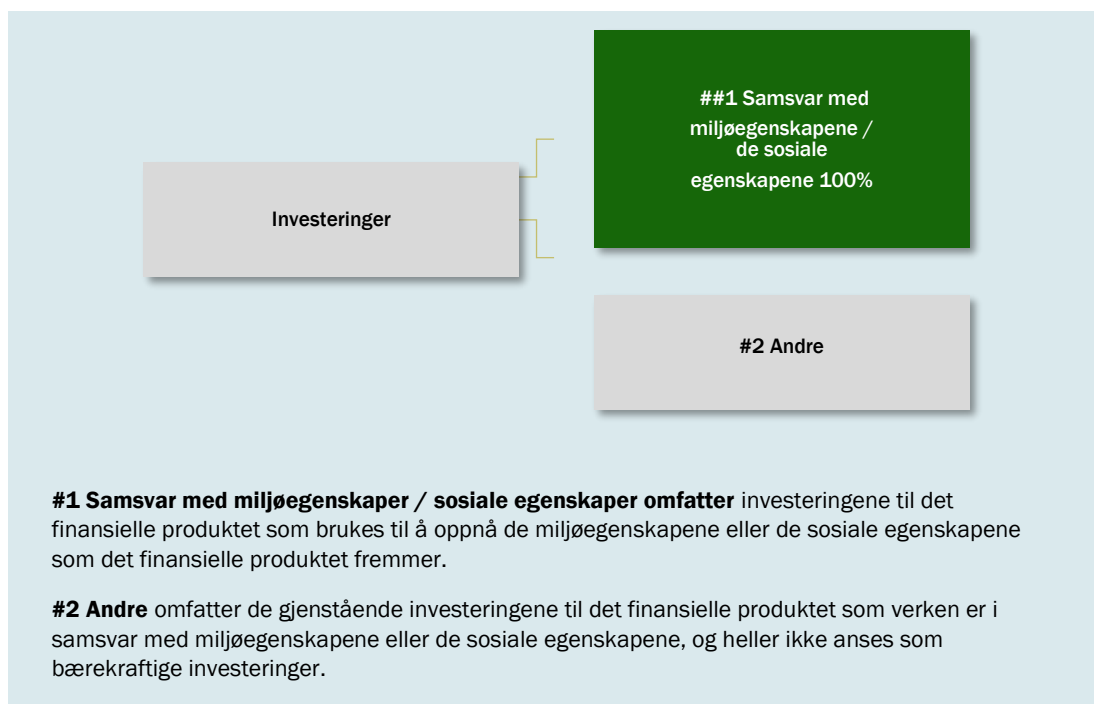 ##1 Samsvar med
miljøegenskapene /
de sosiale
egenskapene 100%
Investeringer
#2 Andre
#1 Samsvar med miljøegenskaper / sosiale egenskaper omfatter investeringene til det
finansielle produktet som brukes til å oppnå de miljøegenskapene eller de sosiale egenskapene
som det finansielle produktet fremmer.
#2 Andre omfatter de gjenstående investeringene til det finansielle produktet som verken er i
samsvar med miljøegenskapene eller de sosiale egenskapene, og heller ikke anses som
bærekraftige investeringer.